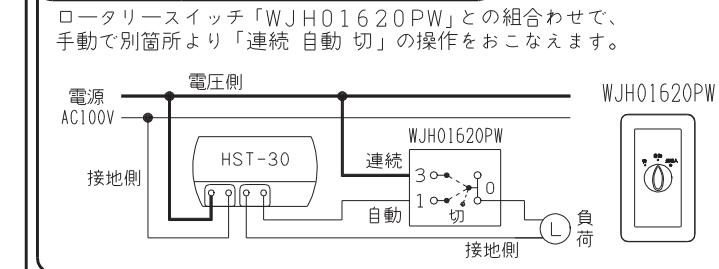 ロータリースイッチ「WJH01620PW」との組合わせで、
手動で別箇所より「連続 自動 切」の操作をおこなえます。
電圧側
電源
AC100V
WJH01620PW
WJH01620PW
HST-30
連続
3
0
接地側
1
自動
切
L
負荷
接地側